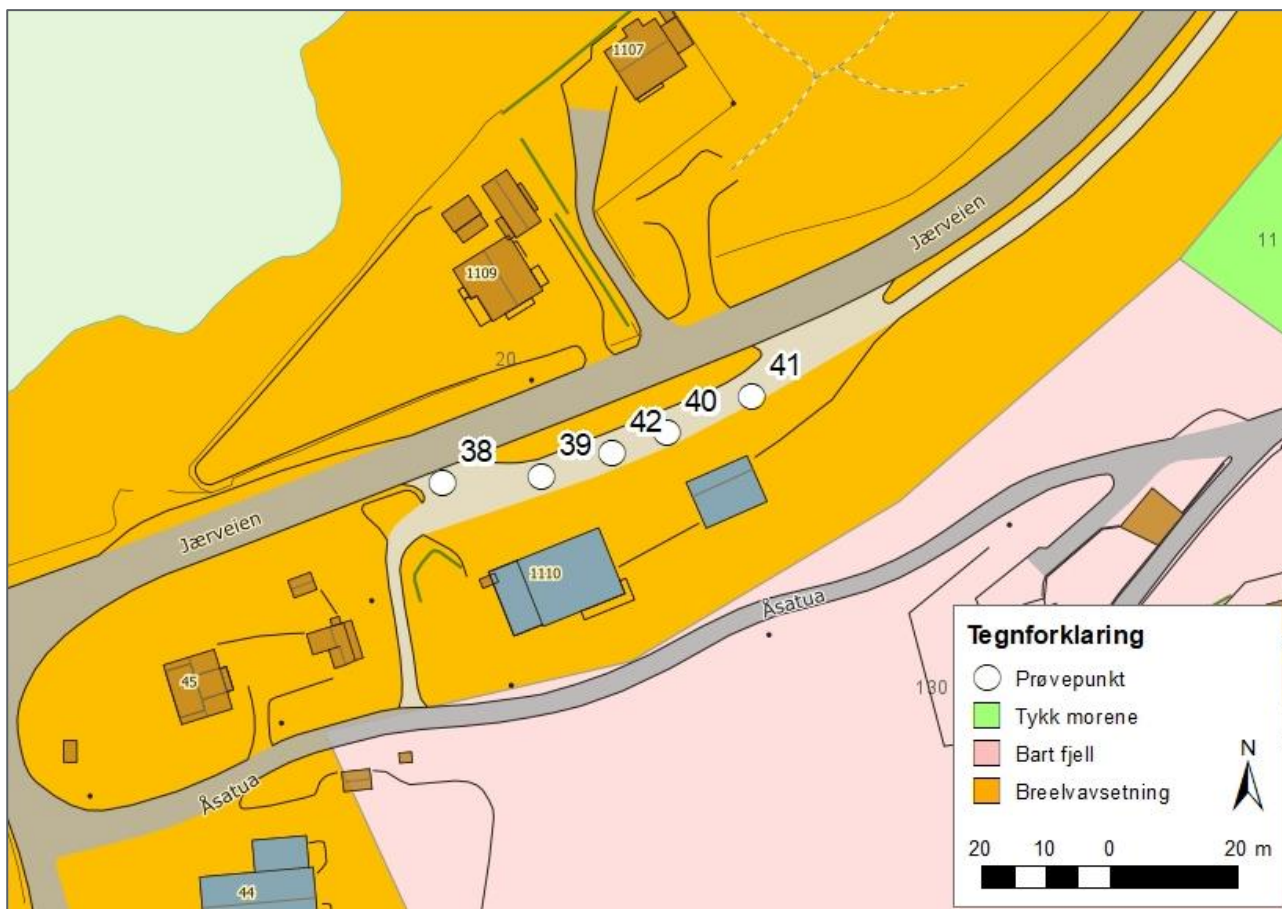 1107
Jærveien
11
1109
20
41
40
42
39
38
Jærveien
1110
Åsatua
45
130
Åsatua
44
Tegnforklaring
Prøvepunkt
Tykk morene
Bart fjell
Breelvavsetning
N
20 10 0 20 m